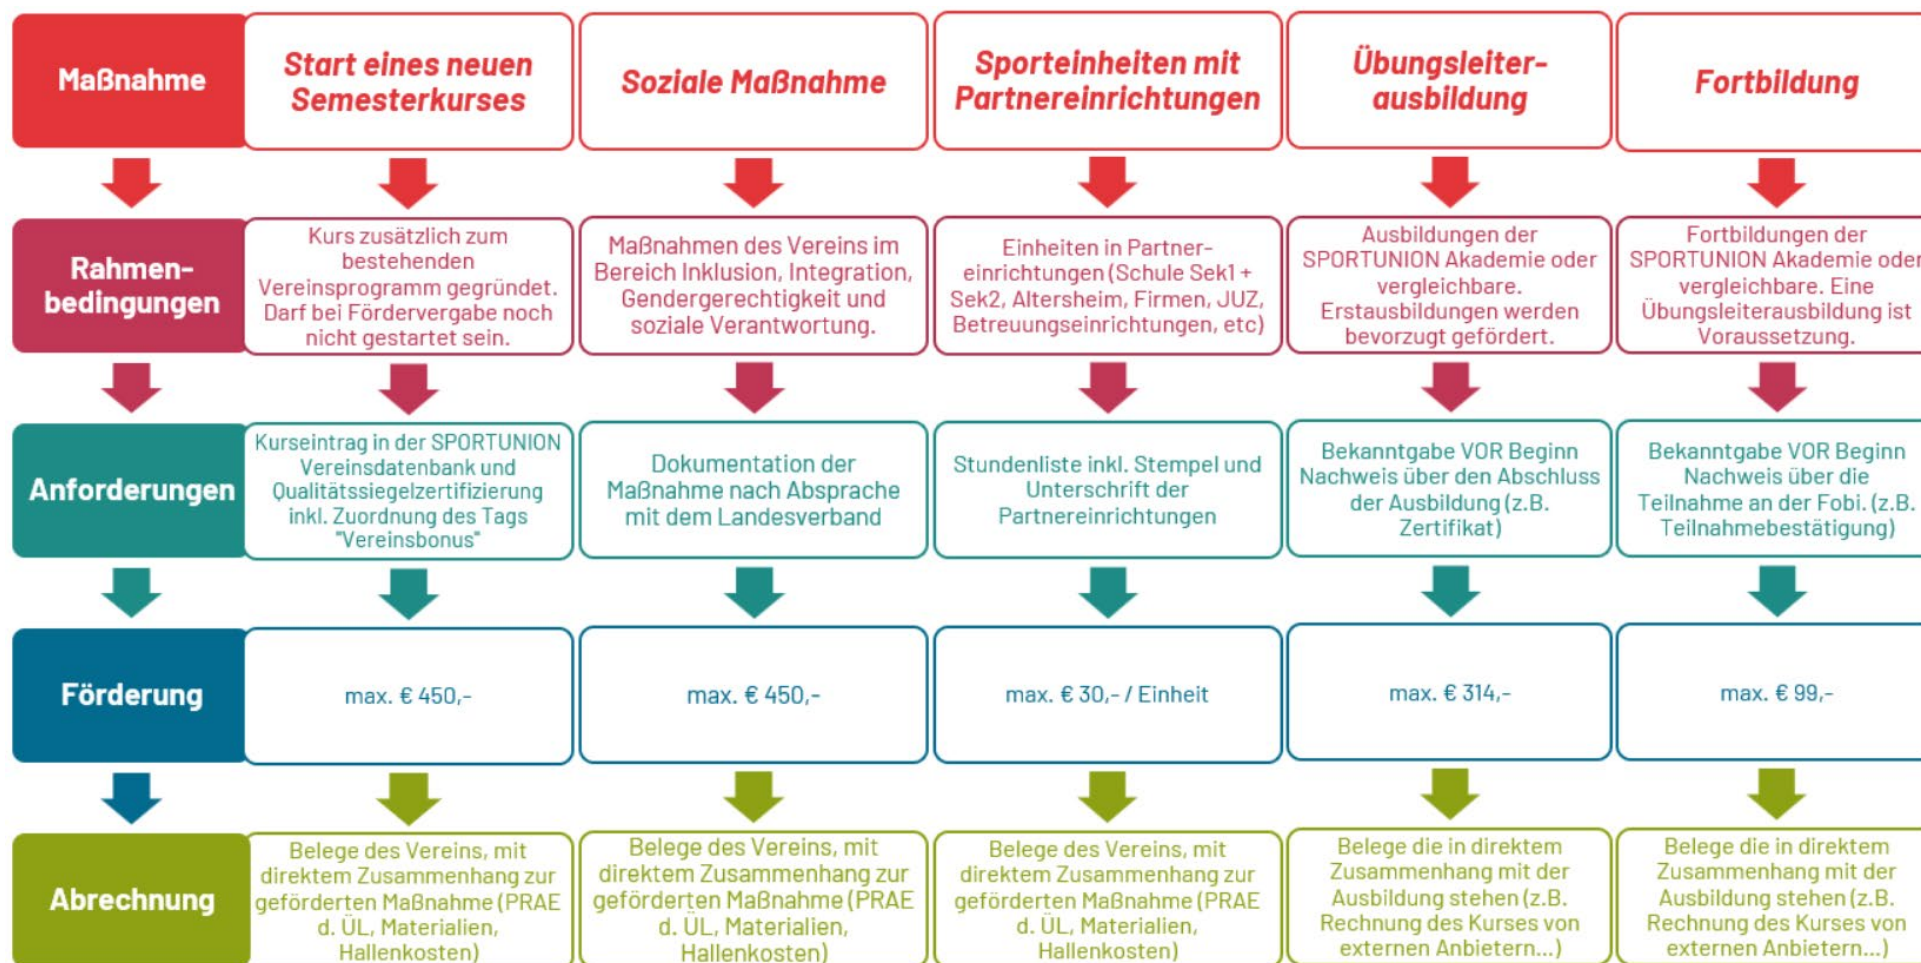 Maßnahme
Start eines neuen
Semesterkurses
Soziale Maßnahme
Sporteinheiten mit
Partnereinrichtungen
Übungsleiter-
ausbildung
Fortbildung
Rahmen-
bedingungen
Kurs zusätzlich zum
bestehenden
Vereinsprogramm gegründet.
Darf bei Fördervergabe noch
nicht gestartet sein.
Maßnahmen des Vereins im
Bereich Inklusion, Integration,
Gendergerechtigkeit und
soziale Verantwortung.
Einheiten in Partner-
einrichtungen (Schule Sek1 +
Sek2, Altersheim, Firmen, JUZ,
Betreuungseinrichtungen, etc)
Ausbildungen der
SPORTUNION Akademie oder
vergleichbare.
Erstausbildungen werden
bevorzugt gefördert.
Fortbildungen der
SPORTUNION Akademie oder
vergleichbare. Eine
Übungsleiterausbildung ist
Voraussetzung.
Anforderungen
Kurseintrag in der SPORTUNION
Vereinsdatenbank und
Qualitätssiegelzertifizierung
inkl. Zuordnung des Tags
"Vereinsbonus"
Dokumentation der
Maßnahme nach Absprache
mit dem Landesverband
Stundenliste inkl. Stempel und
Unterschrift der
Partnereinrichtungen
Bekanntgabe VOR Beginn
Nachweis über den Abschluss
der Ausbildung (z.B.
Zertifikat)
Bekanntgabe VOR Beginn
Nachweis über die
Teilnahme an der Fobi. (z.B.
Teilnahmebestätigung)
Förderung
max. € 450,-
max. € 450,-
max. € 30,- / Einheit
max. € 314,-
max. € 99,-
Abrechnung
Belege des Vereins, mit
direktem Zusammenhang zur
geförderten Maßnahme (PRAE
d. ÜL, Materialien,
Hallenkosten)
Belege des Vereins, mit
direktem Zusammenhang zur
geförderten Maßnahme (PRAE
d. ÜL, Materialien,
Hallenkosten)
Belege des Vereins, mit
direktem Zusammenhang zur
geförderten Maßnahme (PRAE
d. ÜL, Materialien,
Hallenkosten)
Belege die in direktem
Zusammenhang mit der
Ausbildung stehen (z.B.
Rechnung des Kurses von
externen Anbietern...)
Belege die in direktem
Zusammenhang mit der
Ausbildung stehen (z.B.
Rechnung des Kurses von
externen Anbietern...)